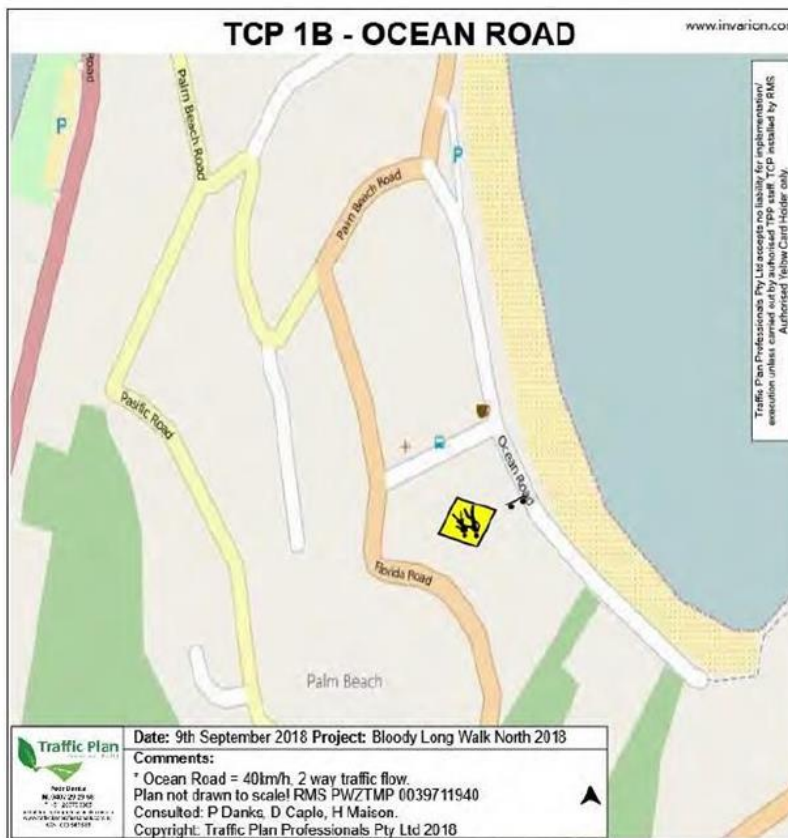 TCP 1B - OCEAN ROAD
www.invarion.com
Traffic Plan Professionals Pty Ltd accepts no liability for implementation/
execution unless carried out by authorised TPP staff. TCP installed by RMS
Authorised Yellow Card Holder only.
P
Palm Beach Road
Palm Beach Road
P
Pacific Road
Ocean Road
Florida Road
Palm Beach
Traffic Plan
Date: 9th September 2018 Project: Bloody Long Walk North 2018
Comments:
* Ocean Road = 40km/h, 2 way traffic flow.
Plan not drawn to scale! RMS PWZTMP 0039711940
Consulted: P Danks, D Caplo, H Maison.
Copyright: Traffic Plan Professionals Pty Ltd 2018